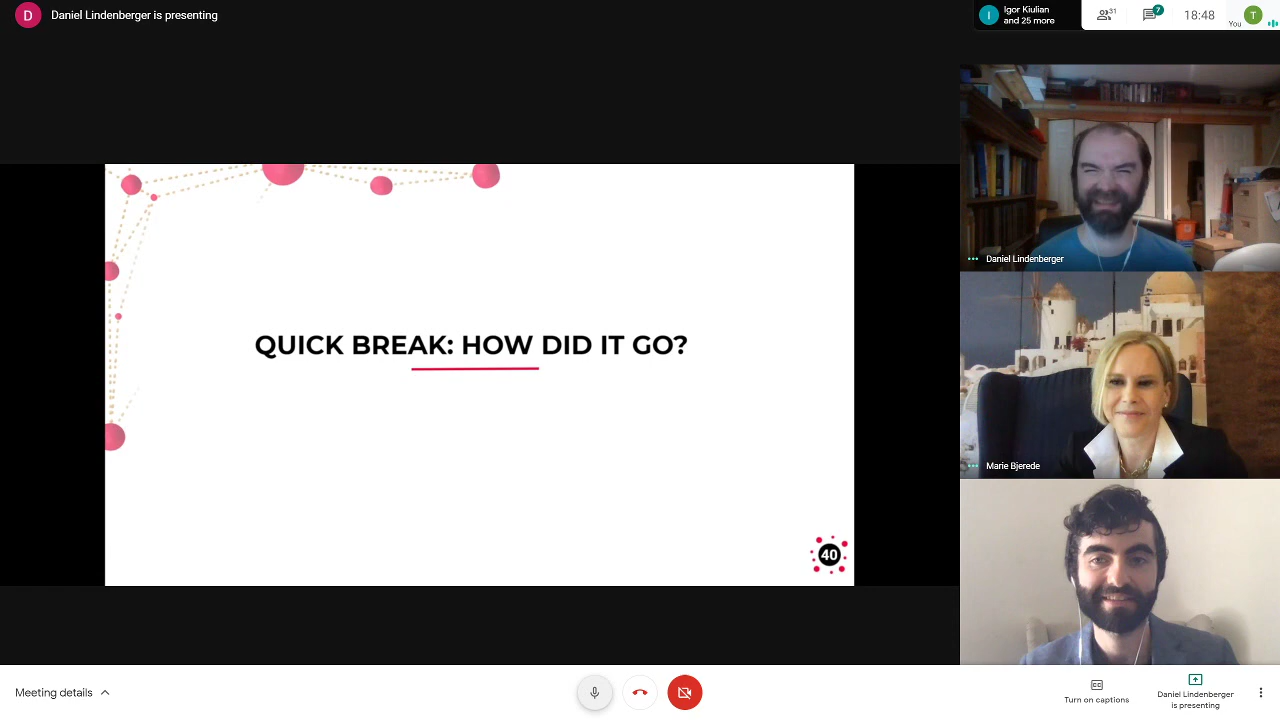 D
Daniel Lindenberger is presenting
I
Igor Kiulian
and 25 more
31
7
18:48
You
T
Daniel Lindenberger
QUICK BREAK: HOW DID IT GO?
Marie Bjerede
40
Meeting details
CC
Turn on captions
Daniel Lindenberger
is presenting